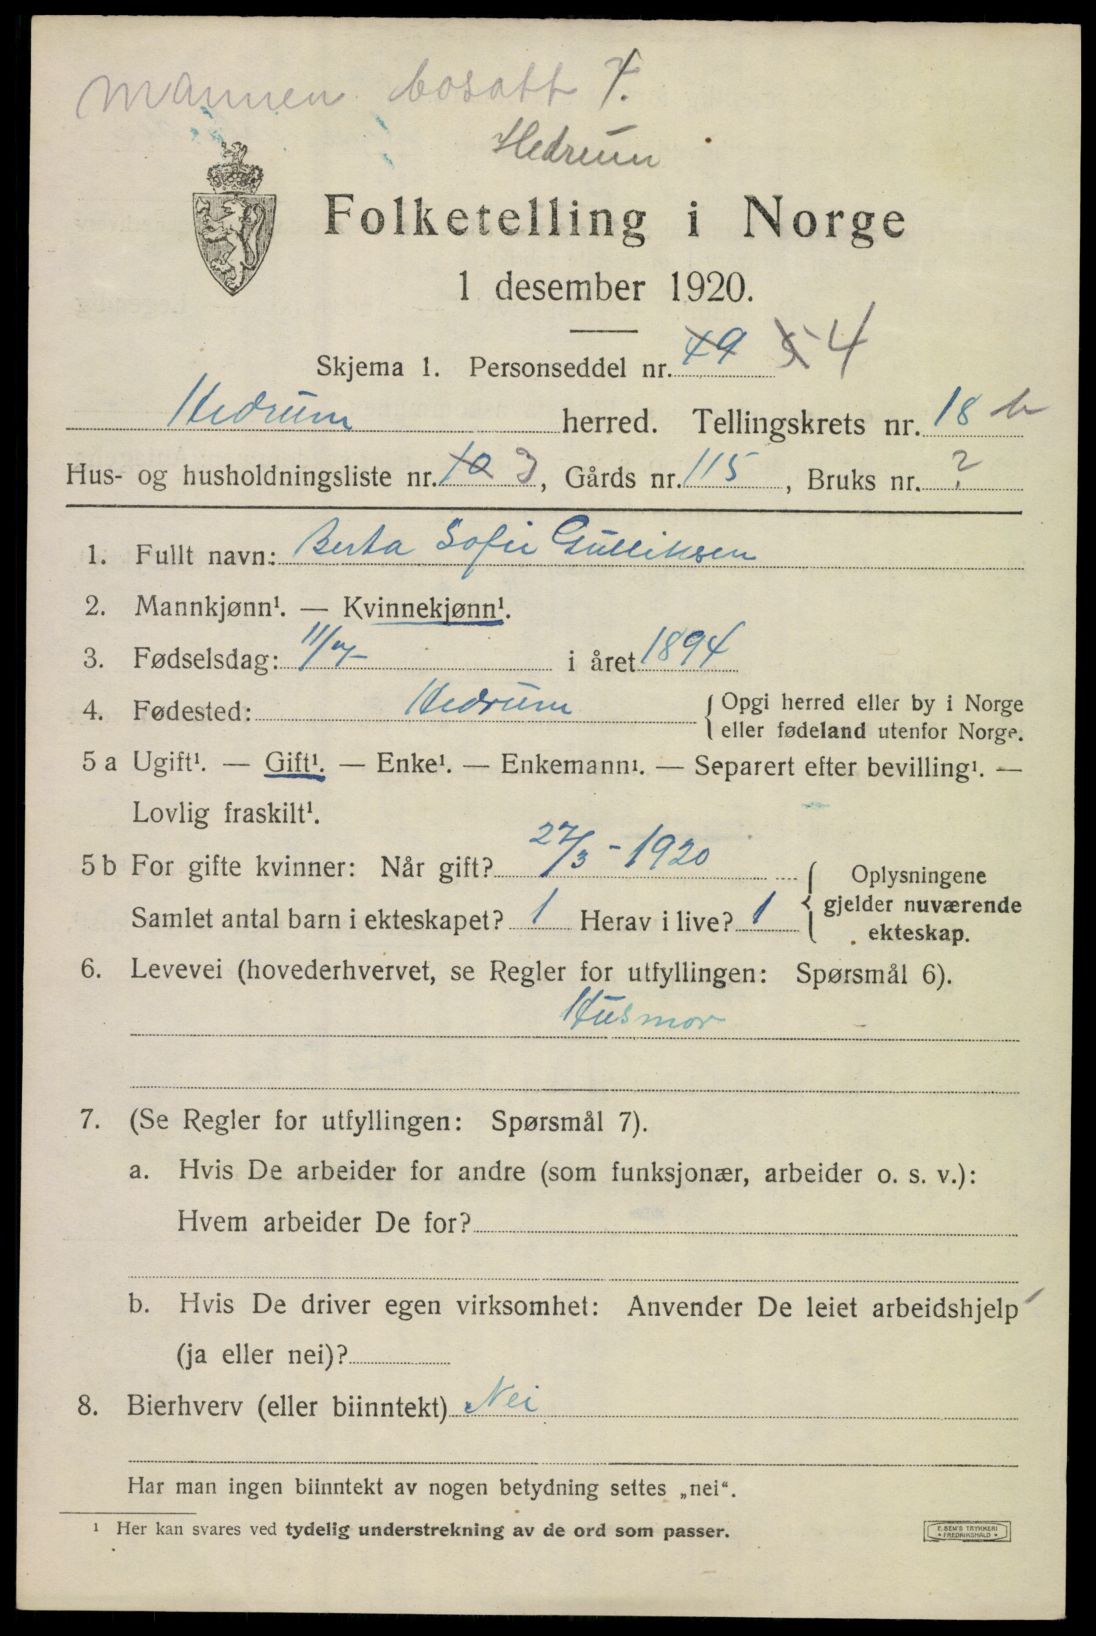 Mannen bosatt i
Hedrum
Folketelling i Norge
1 desember 1920.
Skjema 1. Personseddel nr. 49 54
Hedrum herred. Tellingskrets nr. 18 b
Hus- og husholdningsliste nr. 10 3, Gårds nr. 115, Bruks nr. ?
1. Fullt navn: Berta Sofie Gulliksen
2. Mannkjønn¹. — Kvinnekjønn¹.
3. Fødselsdag: 11/7 i året 1894
4. Fødested: Hedrum { Opgi herred eller by i Norge
eller fødeland utenfor Norge.
5 a Ugift¹. — Gift¹. — Enke¹. — Enkemann¹. — Separert efter bevilling¹. —
Lovlig fraskilt¹.
5 b For gifte kvinner: Når gift? 27/3 - 1920
Samlet antal barn i ekteskapet? 1 Herav i live? 1
{ Oplysningene
gjelder nuværende
ekteskap.
6. Levevei (hovederhvervet, se Regler for utfyllingen: Spørsmål 6).
Husmor
7. (Se Regler for utfyllingen: Spørsmål 7).
a. Hvis De arbeider for andre (som funksjonær, arbeider o. s. v.):
Hvem arbeider De for?
b. Hvis De driver egen virksomhet: Anvender De leiet arbeidshjelp
(ja eller nei)?
8. Bierhverv (eller biinntekt) Nei
Har man ingen biinntekt av nogen betydning settes „nei“.
¹ Her kan svares ved tydelig understrekning av de ord som passer.
E. SEM'S TRYKKERI
• FREDRIKSHALD •